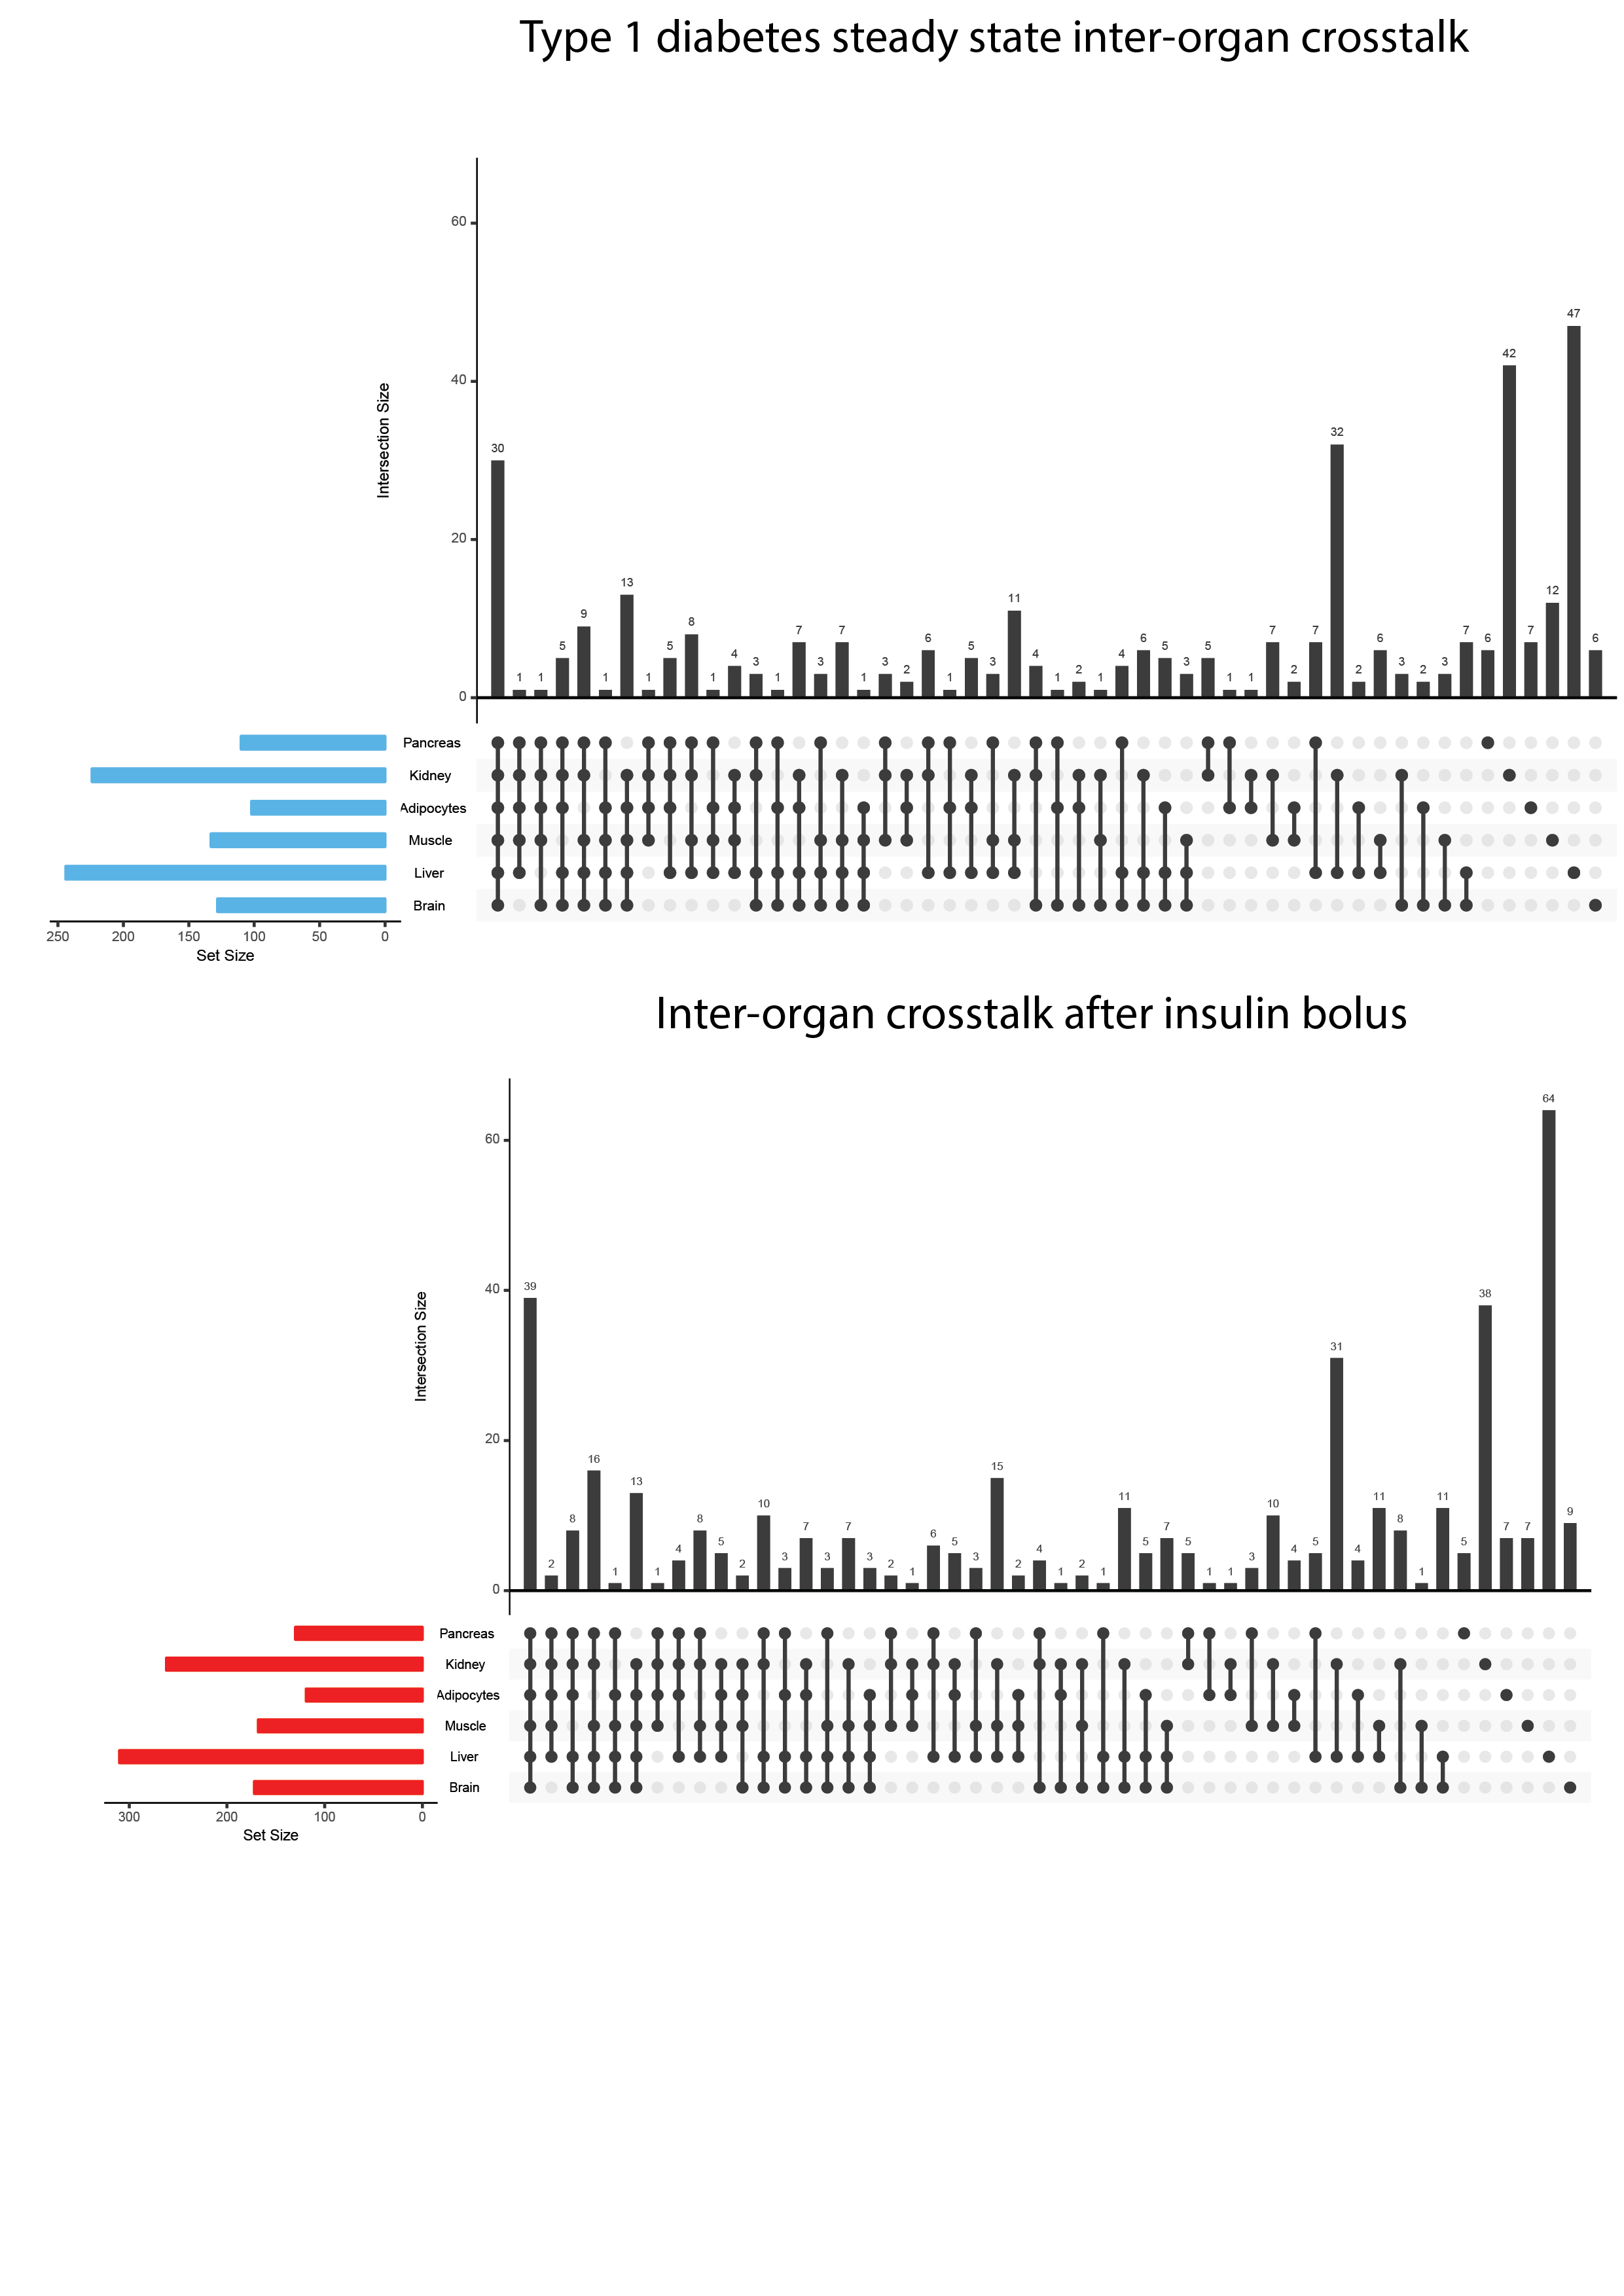 Type 1 diabetes steady state inter-organ crosstalk
60
40
20
0
Intersection Size
30 1 1 5 9 1 13 1 5 8 1 4 3 1 7 3 7 1 3 2 6 1 5 3 11 4 1 2 1 4 6 5 3 5 1 1 7 2 7 32 2 6 3 2 3 7 6 42 7 12 47 6
Pancreas
Kidney
Adipocytes
Muscle
Liver
Brain
250 200 150 100 50 0
Set Size
Inter-organ crosstalk after insulin bolus
60
40
20
0
Intersection Size
39 2 8 16 1 13 1 4 8 5 2 10 3 7 3 7 3 2 1 6 5 3 15 2 4 1 2 1 11 5 7 5 1 1 3 10 4 5 31 4 11 8 1 11 5 38 7 7 64 9
Pancreas
Kidney
Adipocytes
Muscle
Liver
Brain
300 200 100 0
Set Size